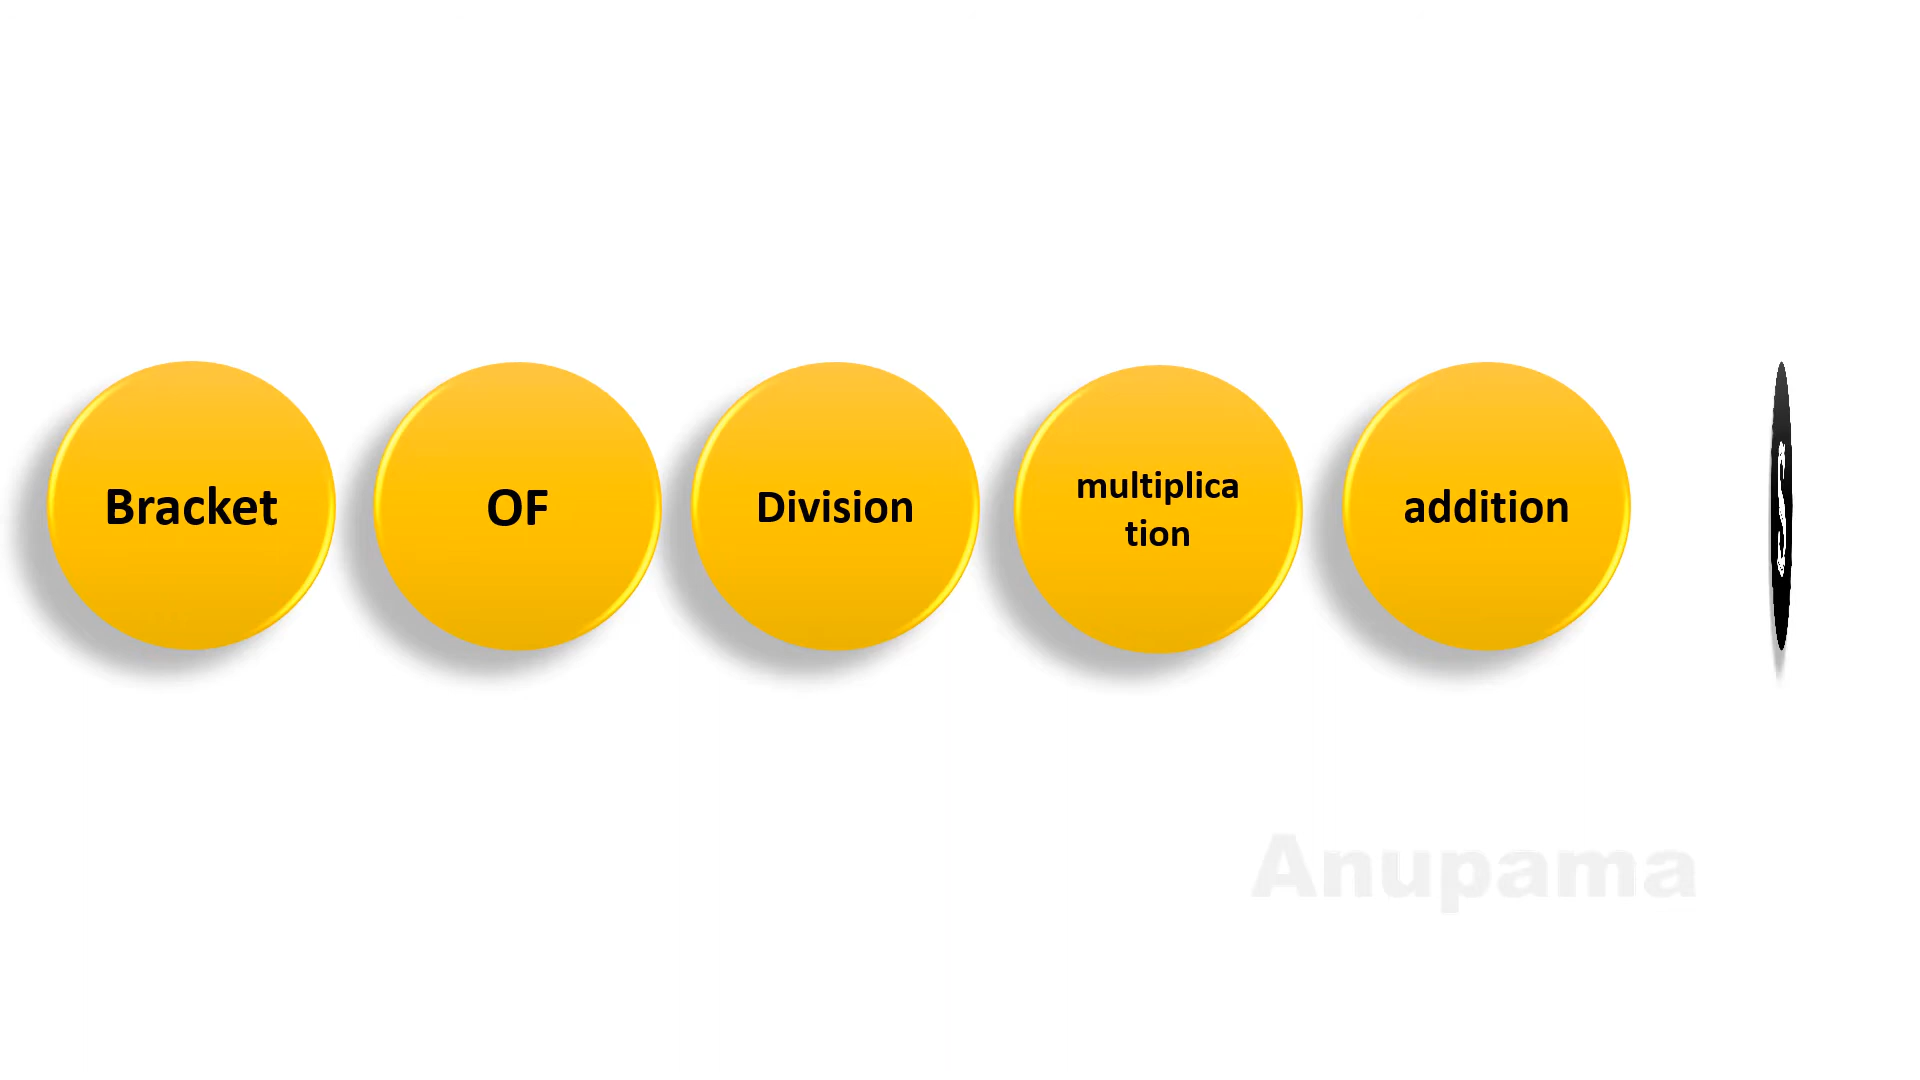 Bracket
OF
Division
multiplica
tion
addition
S
Anupama